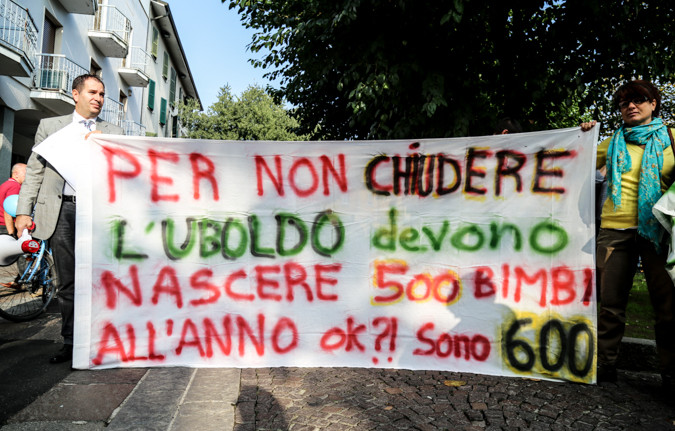 PER NON CHIUDERE
L'UBOLDO devono
NASCERE 500 BIMBI
ALL'ANNO ok?! Sono 600